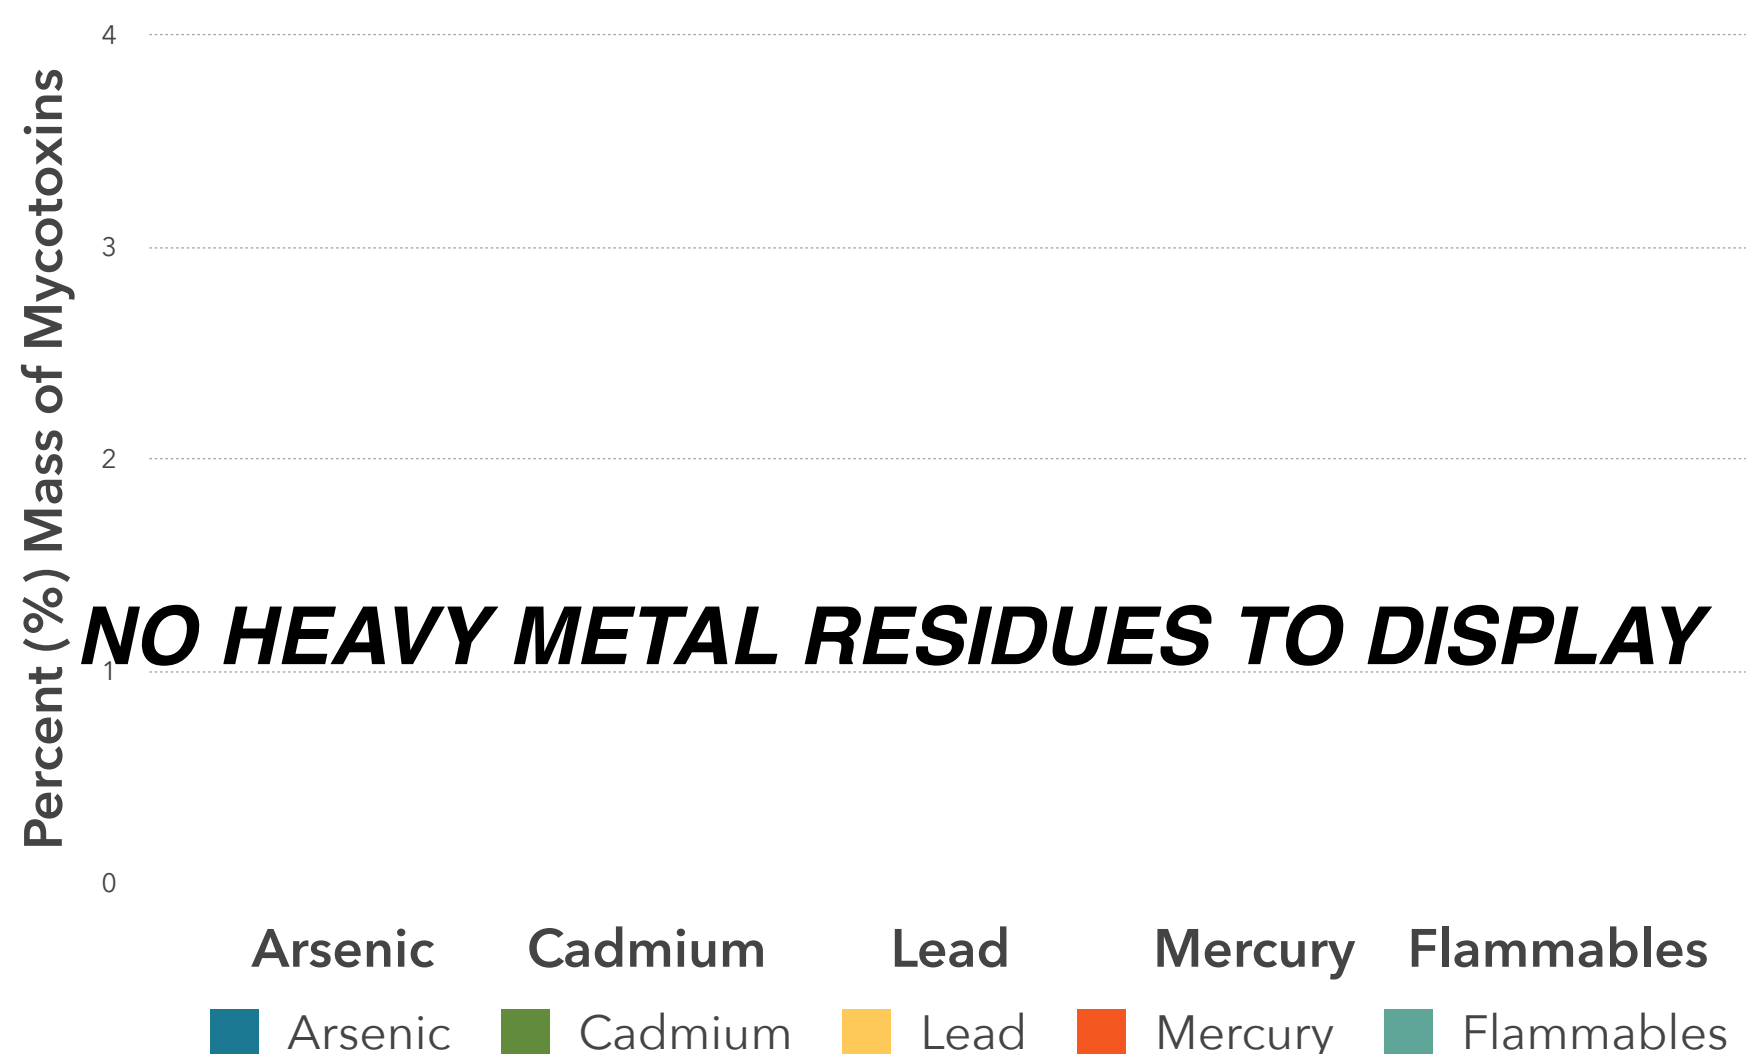 Percent (%) Mass of Mycotoxins
4
3
2
1
0
NO HEAVY METAL RESIDUES TO DISPLAY
Arsenic Cadmium Lead Mercury Flammables
Arsenic Cadmium Lead Mercury Flammables